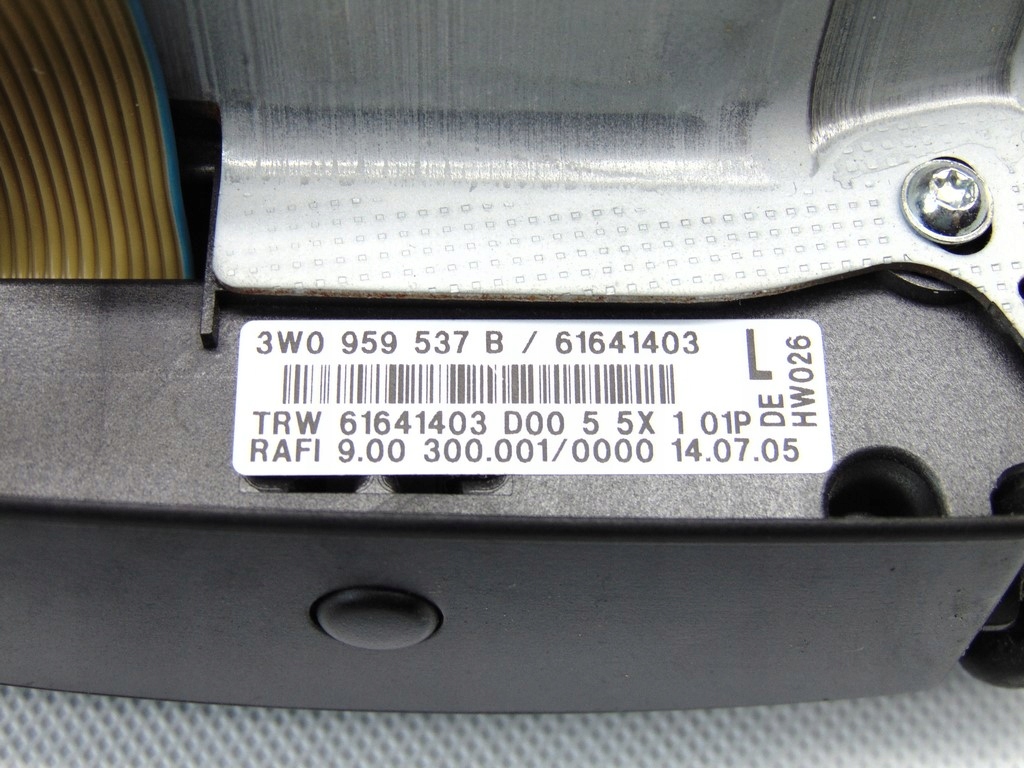 3W0 959 537 B / 61641403
TRW 61641403 D00 5 5X 1 01P
RAFI 9.00 300.001/0000 14.07.05
L
DE
HW026